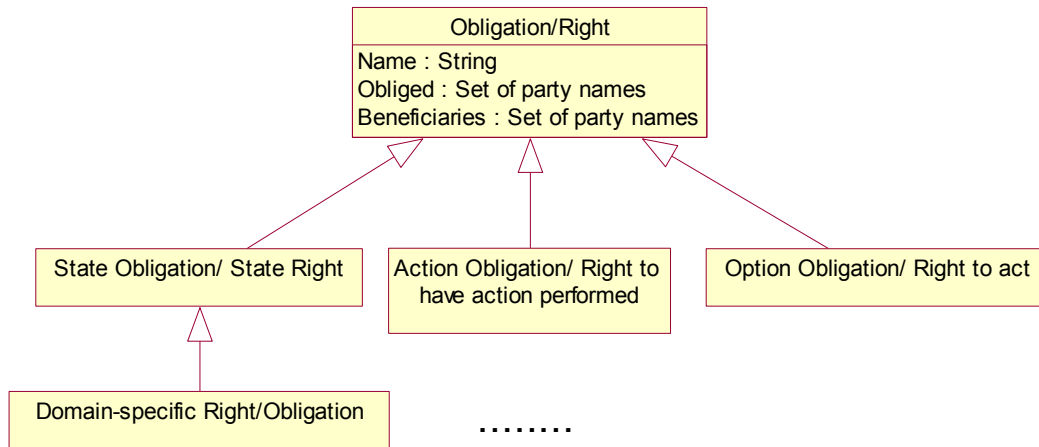 Obligation/Right
Name : String
Obliged : Set of party names
Beneficiaries : Set of party names
State Obligation/ State Right
Action Obligation/ Right to
have action performed
Option Obligation/ Right to act
Domain-specific Right/Obligation
........